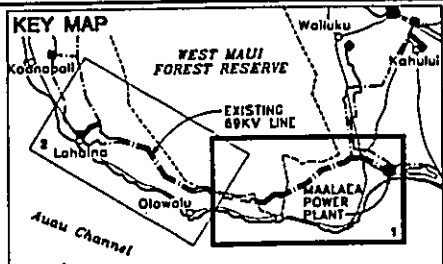 KEY MAP
Wailuku
Kahului
WEST MAUI
FOREST RESERVE
Kaanapali
EXISTING
69KV LINE
2
Lahaina
MAALAEA
POWER
PLANT
Olowalu
1
Auau Channel